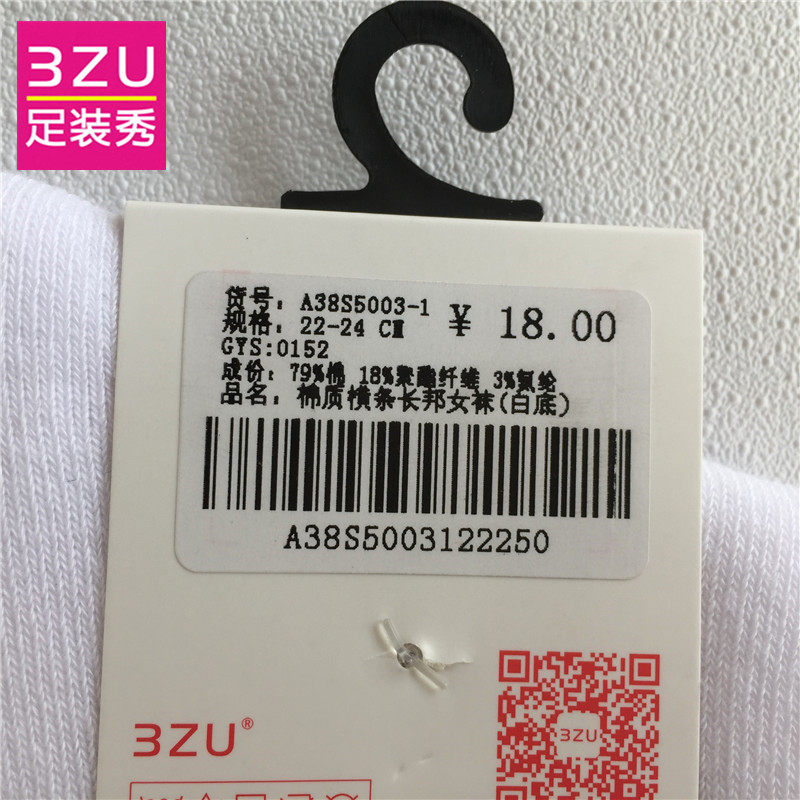 3ZU
足装秀
货号: A38S5003-1
¥ 18.00
规格: 22-24 CM
GYS:0152
成份: 79%棉 18%聚酯纤维 3%氨纶
品名: 棉质横条长邦女袜(白底)
A38S5003122250
3ZU®
3ZU